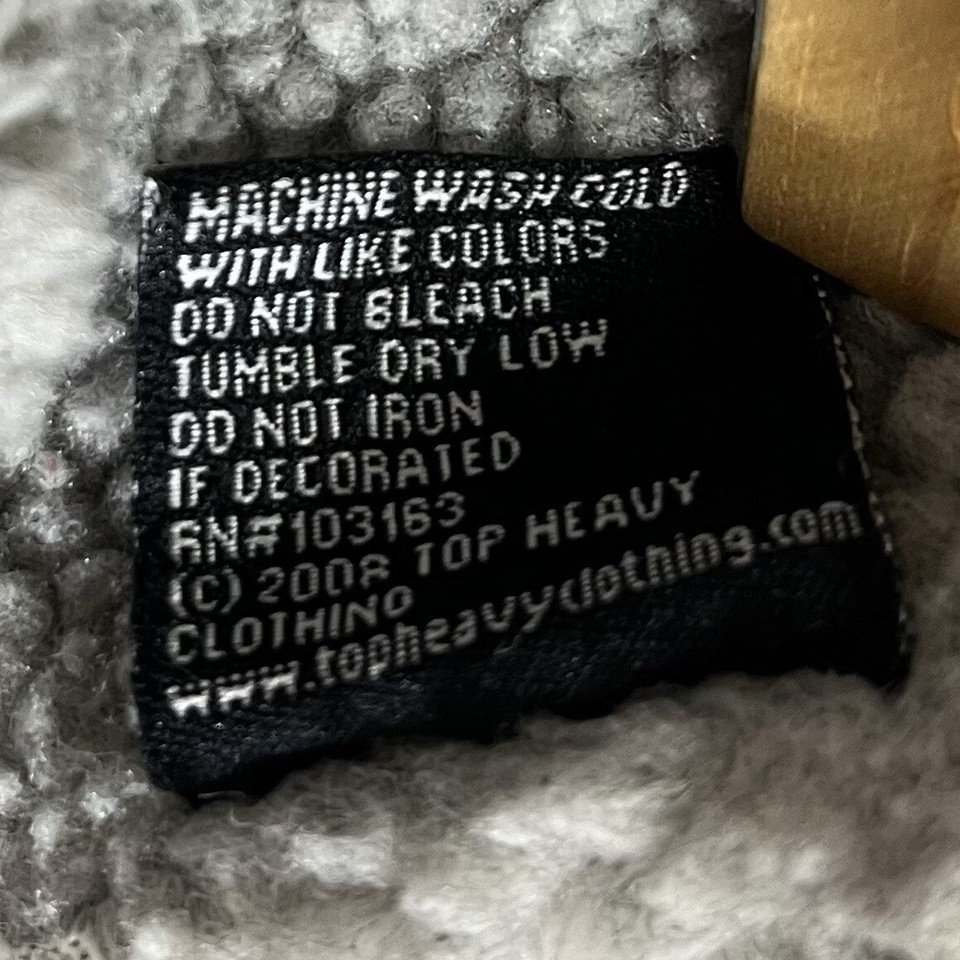 MACHINE WASH COLD
WITH LIKE COLORS
DO NOT BLEACH
TUMBLE DRY LOW
DO NOT IRON
IF DECORATED
RN#103163
(C) 2008 TOP HEAVY
CLOTHING
www.topheavyclothing.com